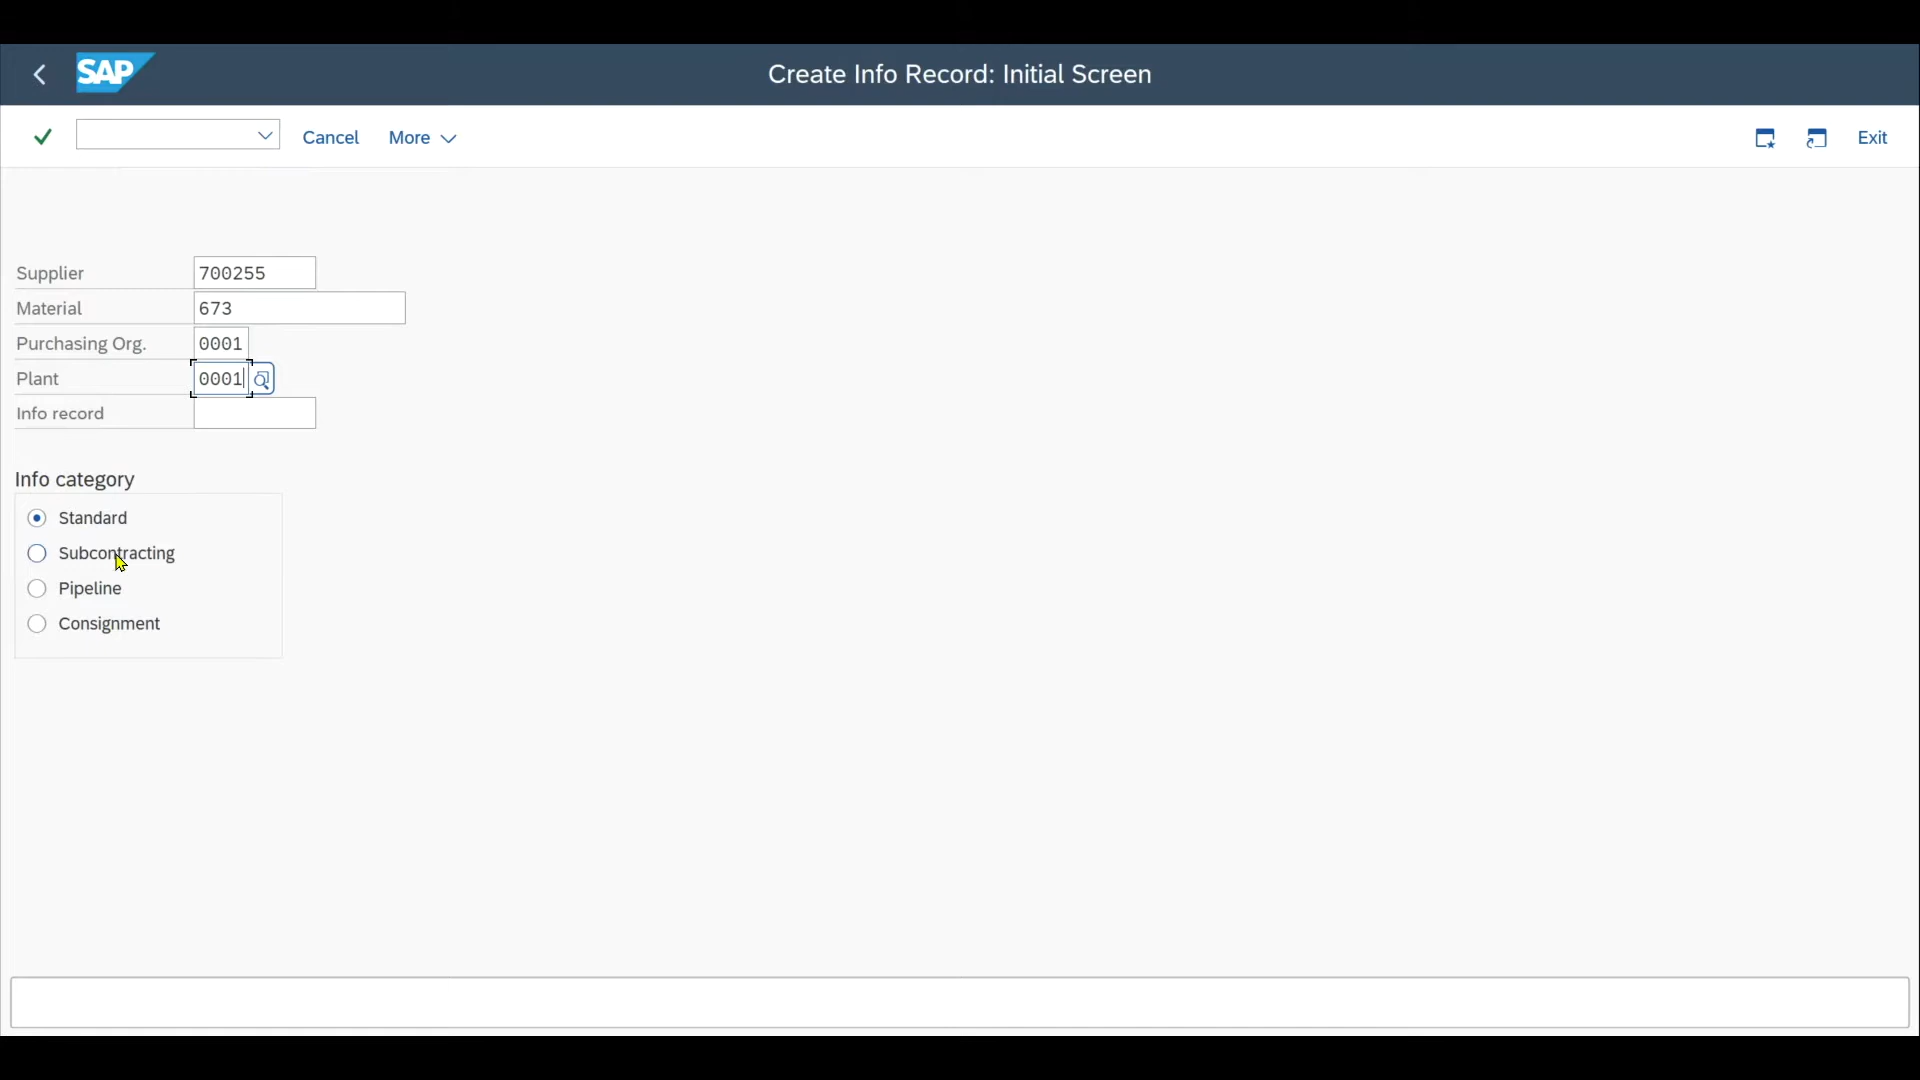 SAP
Create Info Record: Initial Screen
Cancel More
Exit
Supplier 700255
Material 673
Purchasing Org. 0001
Plant 0001
Info record
Info category
Standard
Subcontracting
Pipeline
Consignment